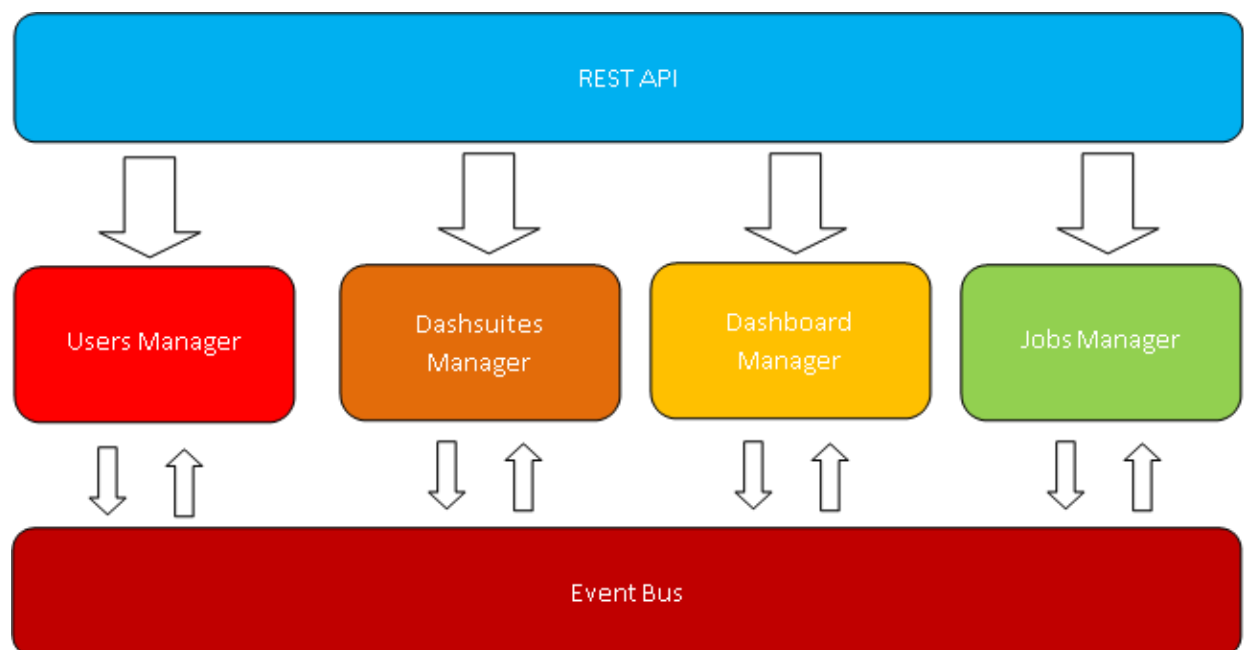 REST API
Users Manager
Dashsuites
Manager
Dashboard
Manager
Jobs Manager
Event Bus